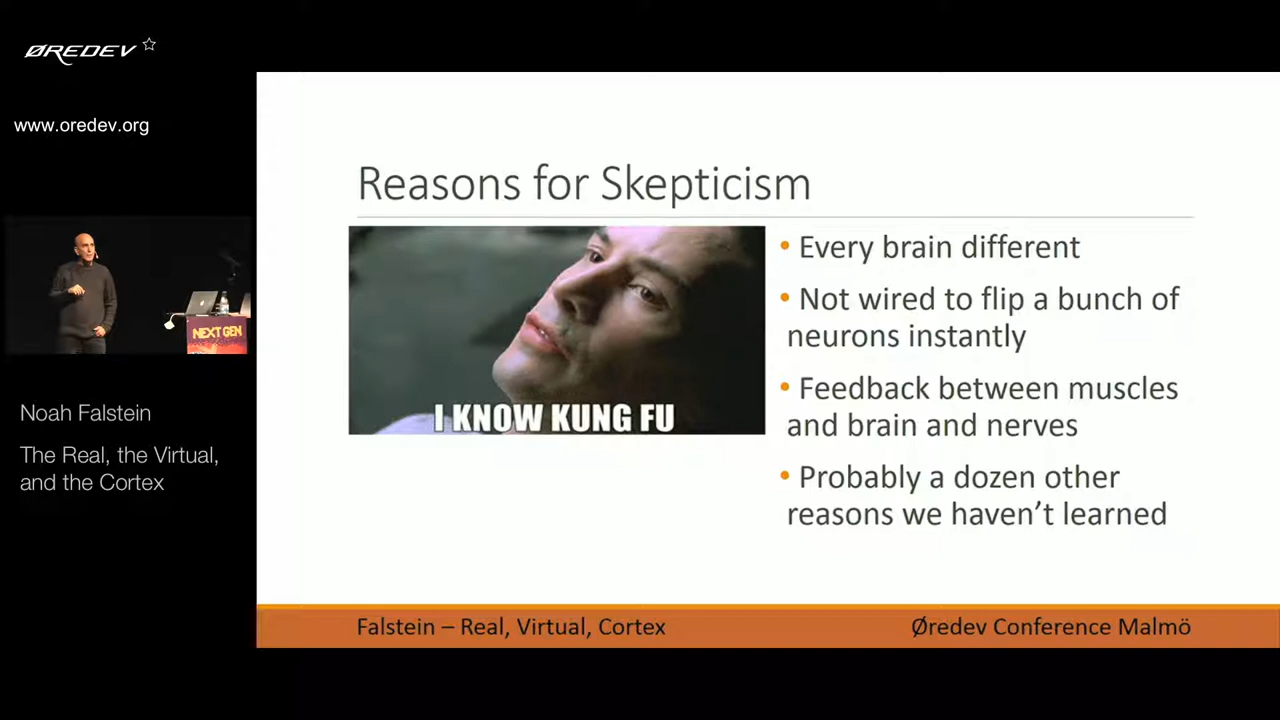 ØREDEV
www.oredev.org
Reasons for Skepticism
I KNOW KUNG FU
• Every brain different
• Not wired to flip a bunch of
neurons instantly
• Feedback between muscles
and brain and nerves
• Probably a dozen other
reasons we haven't learned
NEXT GEN
Noah Falstein
The Real, the Virtual,
and the Cortex
Falstein – Real, Virtual, Cortex
Øredev Conference Malmö